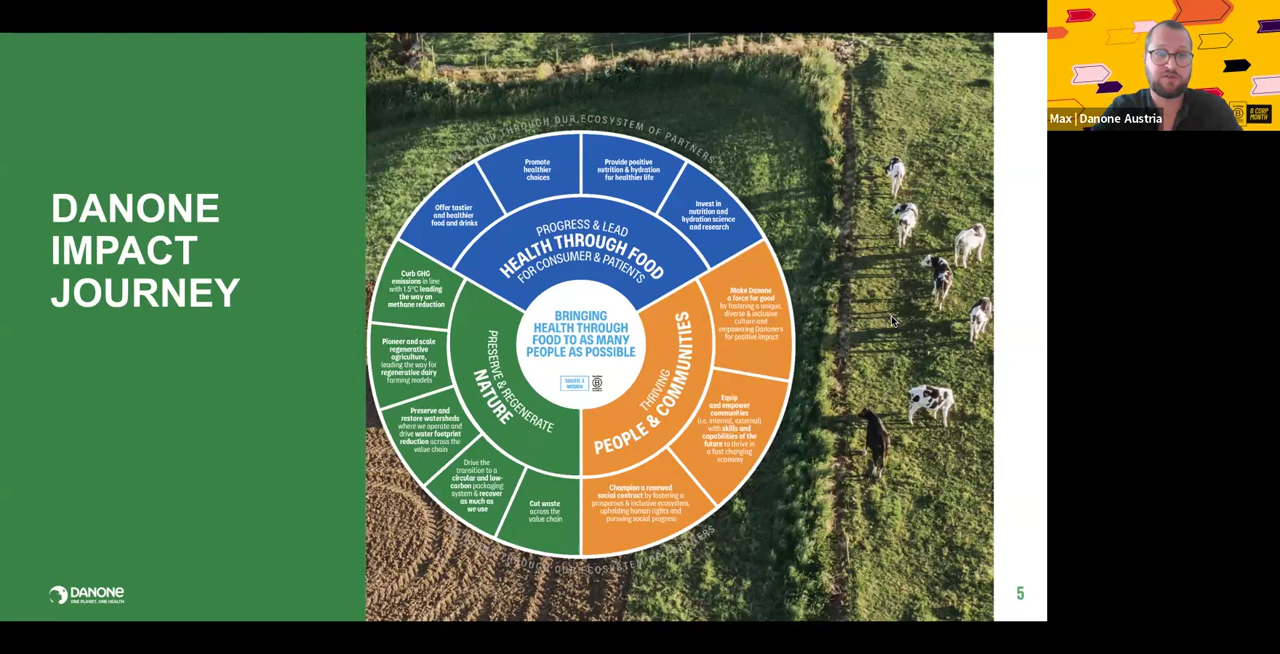 DANONE
IMPACT
JOURNEY
DANONE
ONE PLANET. ONE HEALTH
THROUGH OUR ECOSYSTEM OF PARTNERS
Offer tastier
and healthier
food and drinks
Promote
healthier
choices
Provide positive
nutrition & hydration
for healthier life
Invest in
nutrition and
hydration science
and research
PROGRESS & LEAD
HEALTH THROUGH FOOD
FOR CONSUMER & PATIENTS
Curb GHG
emissions in line
with 1.5°C leading
the way on
methane reduction
Pioneer and scale
regenerative
agriculture,
leading the way for
regenerative dairy
farming models
Preserve and
restore watersheds
where we operate and
drive water footprint
reduction across the
value chain
Drive the
transition to a
circular and low-
carbon packaging
system & recover
as much as
we use
Cut waste
across the
value chain
PRESERVE & REGENERATE
NATURE
BRINGING
HEALTH THROUGH
FOOD TO AS MANY
PEOPLE AS POSSIBLE
SOCIÉTÉ À
MISSION
B
THRIVING
PEOPLE & COMMUNITIES
Make Danone
a force for good
by fostering a unique,
diverse & inclusive
culture and
empowering Danoners
for positive impact
Equip
and empower
communities
(i.e. internal, external)
with skills and
capabilities of the
future to thrive in
a fast changing
economy
Champion a renewed
social contract by fostering a
prosperous & inclusive ecosystem,
upholding human rights and
pursuing social progress
THROUGH OUR ECOSYSTEM OF PARTNERS
5
Max | Danone Austria
B CORP
MONTH